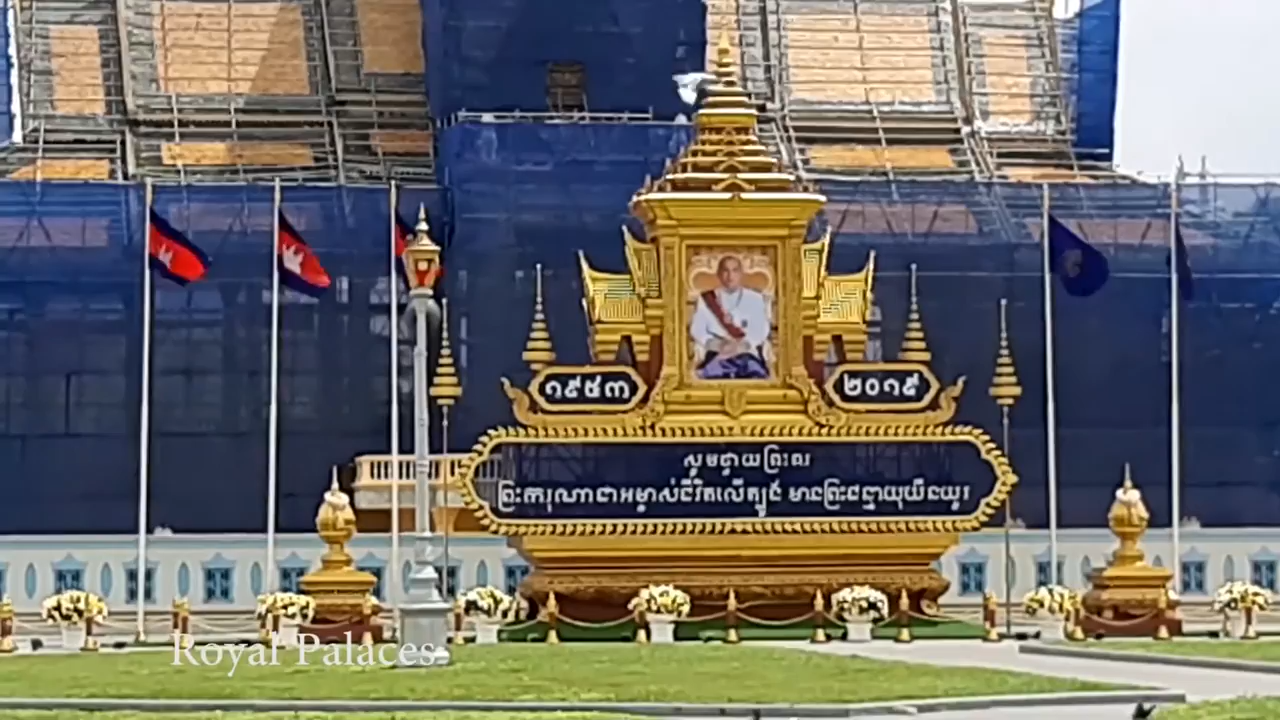 ១៩៥៣
២០១៩
សូមថ្វាយព្រះពរ
ព្រះករុណាជាអម្ចាស់ជីវិតលើត្បូង មានព្រះជន្មាយុយឺនយូរ
Royal Palaces